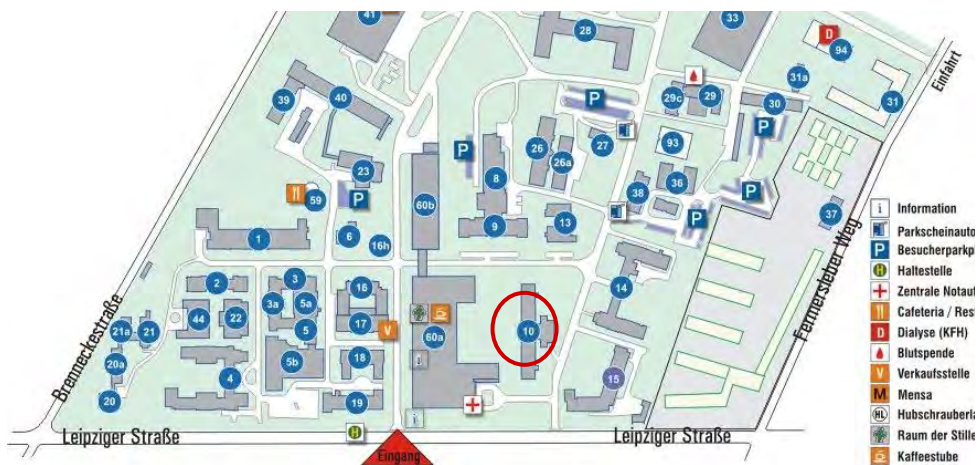 41
28
33
D
94
31a
31
Einfahrt
39
40
P
29c
29
30
P
27
93
23
P
26
26a
8
36
38
59
P
60b
P
P
37
1
6
16h
9
13
2
3
16
14
3a
5a
44
22
17
V
60a
10
21a
21
5
20a
5b
18
i
15
4
20
19
i
H
Brenneckestraße
Fermersleber Weg
Leipziger Straße
Leipziger Straße
Eingang
i Information
Parkscheinauto
P Besucherparkp
H Haltestelle
Zentrale Notauf
Cafeteria / Res
D Dialyse (KFH)
Blutspende
V Verkaufsstelle
M Mensa
HL Hubschrauberla
Raum der Stille
Kaffeestube